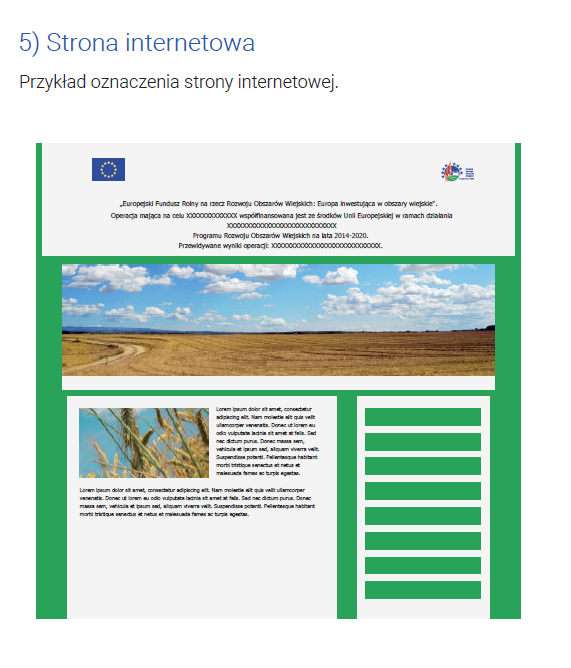 5) Strona internetowa
Przykład oznaczenia strony internetowej.
„Europejski Fundusz Rolny na rzecz Rozwoju Obszarów Wiejskich: Europa inwestująca w obszary wiejskie".
Operacja mająca na celu XXXXXXXXXXXXX współfinansowana jest ze środków Unii Europejskiej w ramach działania
XXXXXXXXXXXXXXXXXXXXXXXXXXXX
Programu Rozwoju Obszarów Wiejskich na lata 2014-2020.
Przewidywane wyniki operacji: XXXXXXXXXXXXXXXXXXXXXXXXXXXX.
Lorem ipsum dolor sit amet, consectetur
adipiscing elit. Nam molestie elit quis velit
ullamcorper venenatis. Donec ut lorem eu
odio vulputate lacinia sit amet at felis. Sed
nec dictum purus. Donec massa sem,
vehicula et ipsum sed, aliquam viverra velit.
Suspendisse potenti. Pellentesque habitant
morbi tristique senectus et netus et
malesuada fames ac turpis egestas.
Lorem ipsum dolor sit amet, consectetur adipiscing elit. Nam molestie elit quis velit ullamcorper
venenatis. Donec ut lorem eu odio vulputate lacinia sit amet at felis. Sed nec dictum purus. Donec
massa sem, vehicula et ipsum sed, aliquam viverra velit. Suspendisse potenti. Pellentesque habitant
morbi tristique senectus et netus et malesuada fames ac turpis egestas.